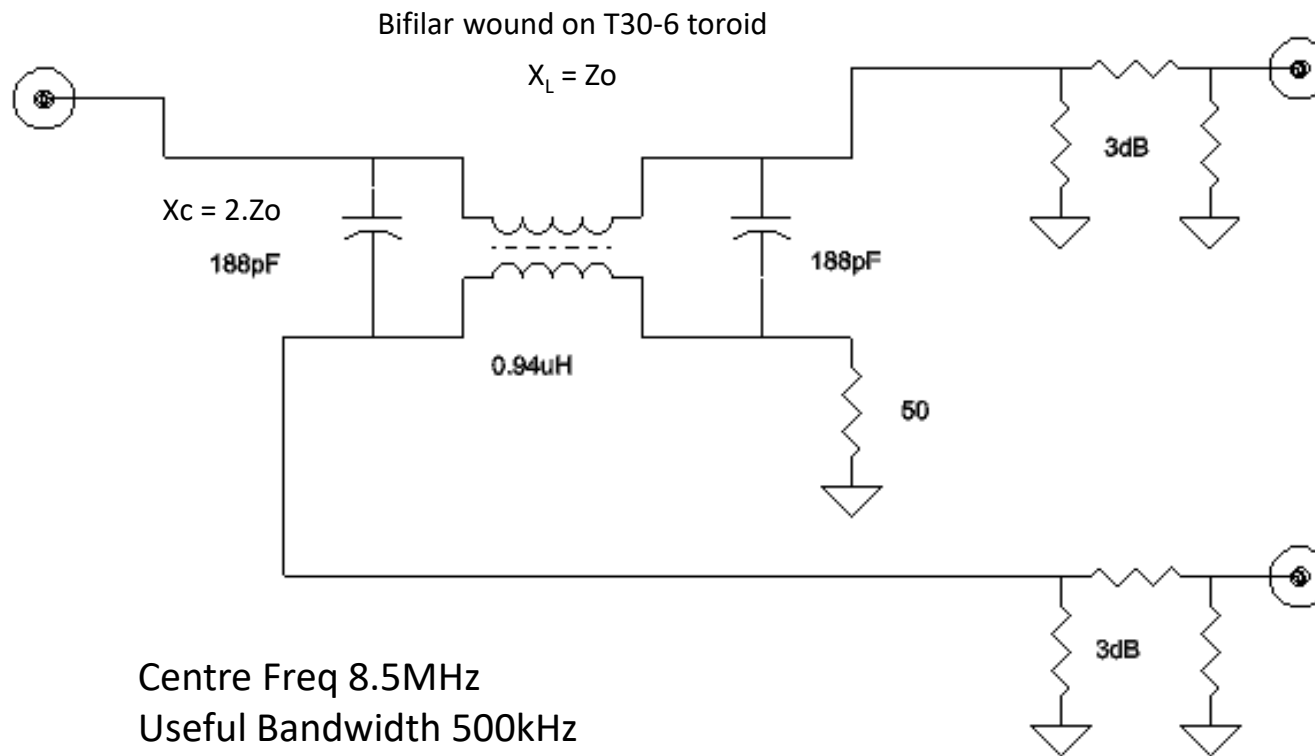 Bifilar wound on T30-6 toroid
X_L = Zo
3dB
Xc = 2.Zo
188pF
188pF
0.94uH
50
3dB
Centre Freq 8.5MHz
Useful Bandwidth 500kHz